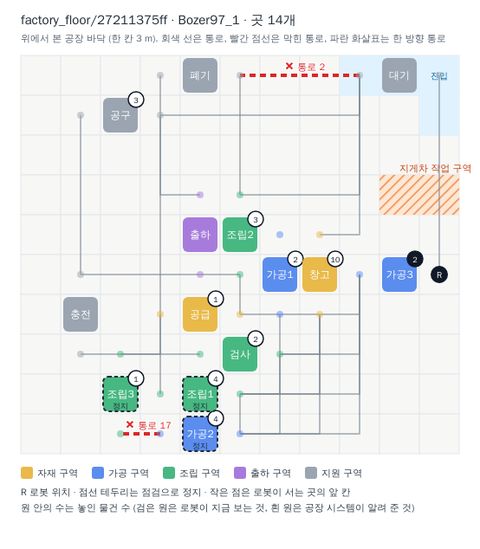 factory_floor/27211375ff · Bozer97_1 · 곳 14개
위에서 본 공장 바닥 (한 칸 3 m). 회색 선은 통로, 빨간 점선은 막힌 통로, 파란 화살표는 한 방향 통로
✖ 통로 2
폐기
대기
공구 3
지게차 작업 구역
출하
조립2 3
가공1 2
창고 10
가공3 2
R
충전
공급 1
검사 2
조립3 1
정지
조립1 4
정지
✖ 통로 17
가공2 4
정지
자재 구역
가공 구역
조립 구역
출하 구역
지원 구역
R 로봇 위치 · 점선 테두리는 점검으로 정지 · 작은 점은 로봇이 서는 곳의 앞 칸
원 안의 수는 놓인 물건 수 (검은 원은 로봇이 지금 보는 것, 흰 원은 공장 시스템이 알려 준 것)